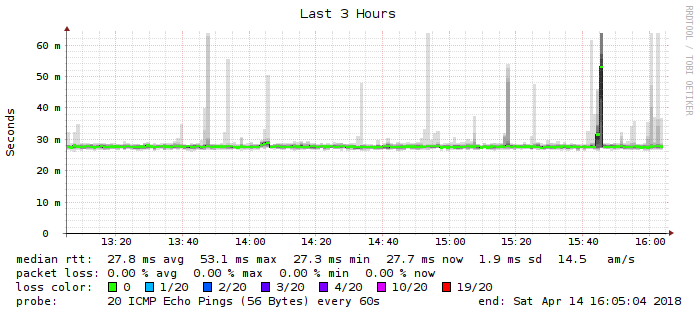 Last 3 Hours
RRDTOOL / TOBI OETIKER
Seconds
60 m
50 m
40 m
30 m
20 m
10 m
0
13:20 13:40 14:00 14:20 14:40 15:00 15:20 15:40 16:00
median rtt: 27.8 ms avg 53.1 ms max 27.3 ms min 27.7 ms now 1.9 ms sd 14.5 am/s
packet loss: 0.00 % avg 0.00 % max 0.00 % min 0.00 % now
loss color: 0 1/20 2/20 3/20 4/20 10/20 19/20
probe: 20 ICMP Echo Pings (56 Bytes) every 60s end: Sat Apr 14 16:05:04 2018